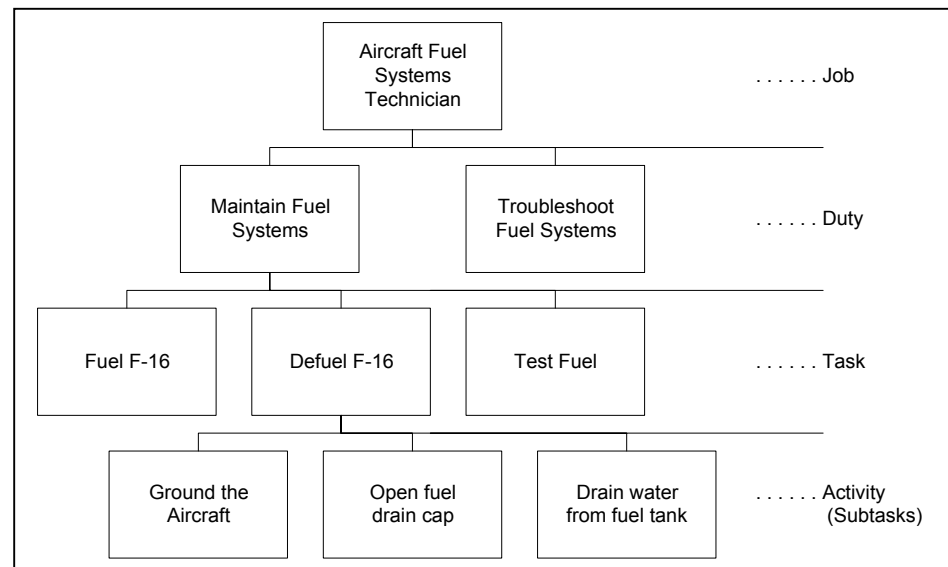 Aircraft Fuel
Systems
Technician
. . . . . . Job
Maintain Fuel
Systems
Troubleshoot
Fuel Systems
. . . . . . Duty
Fuel F-16
Defuel F-16
Test Fuel
. . . . . . Task
Ground the
Aircraft
Open fuel
drain cap
Drain water
from fuel tank
. . . . . . Activity
(Subtasks)